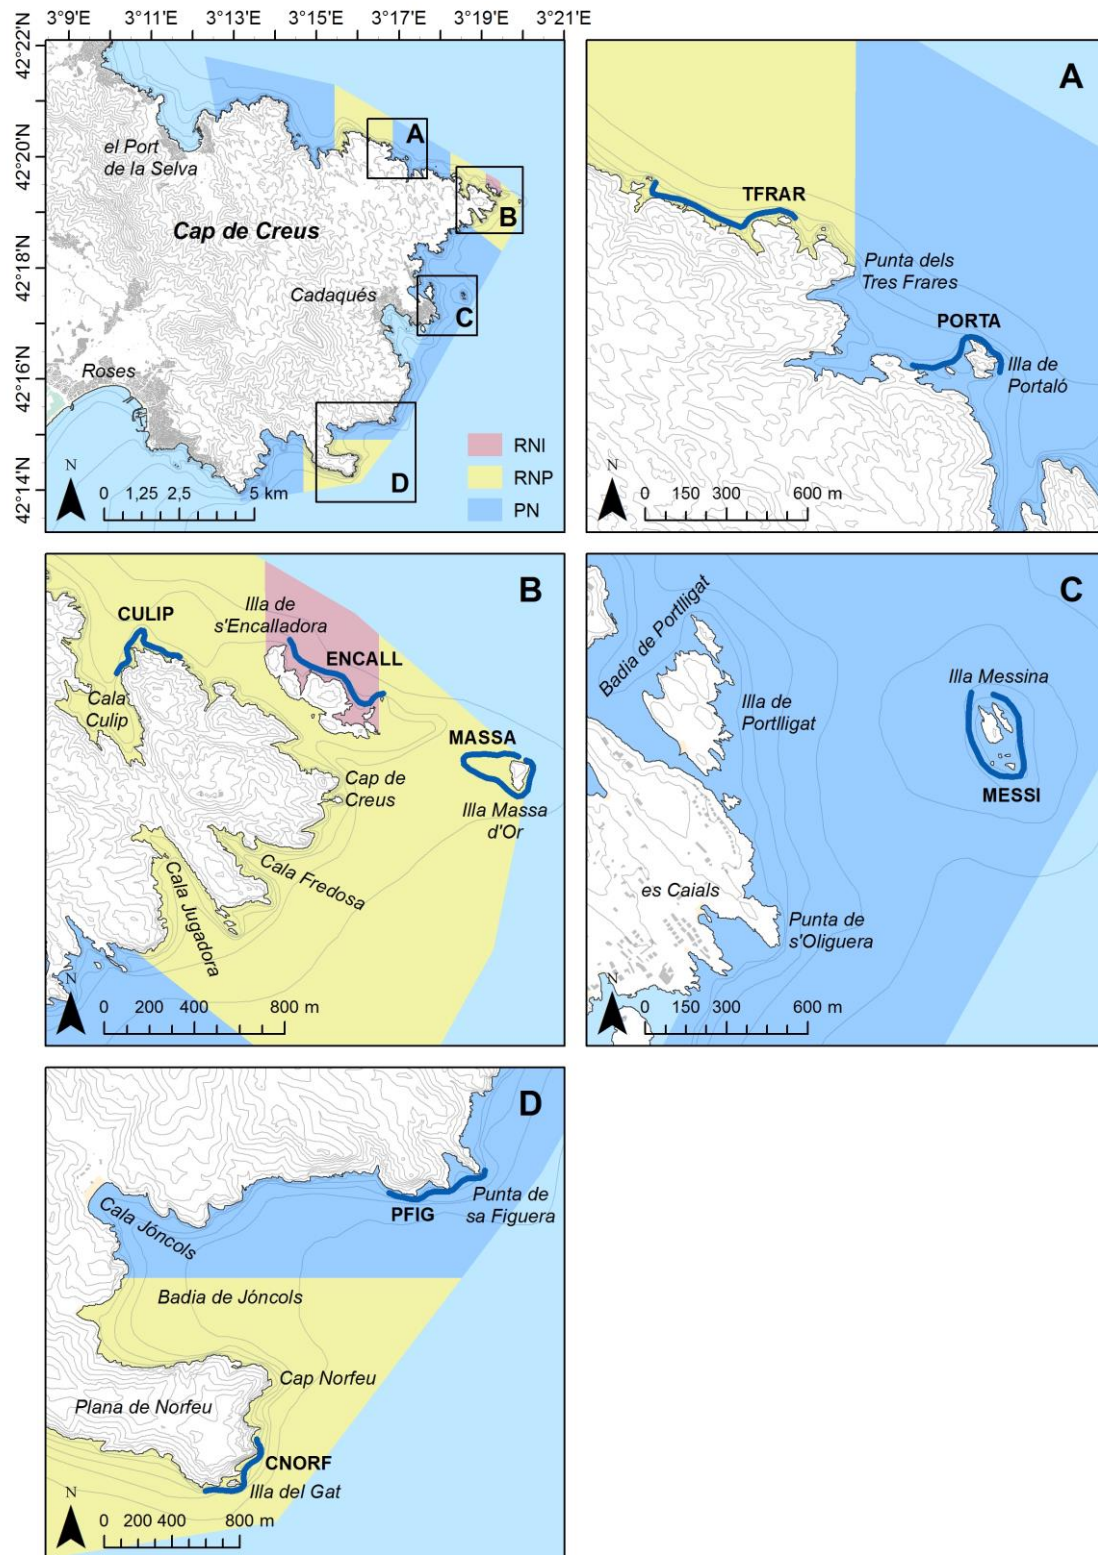 3°9'E 3°11'E 3°13'E 3°15'E 3°17'E 3°19'E 3°21'E
42°22'N
42°20'N
42°18'N
42°16'N
42°14'N
el Port
de la Selva
Cap de Creus
Cadaqués
Roses
A
B
C
D
RNI
RNP
PN
N
0 1,25 2,5 5 km
A
TFRAR
Punta dels
Tres Frares
PORTA
Illa de
Portaló
N
0 150 300 600 m
B
CULIP
Illa de
s'Encalladora
ENCALL
Cala
Culip
MASSA
Cap de
Creus
Illa Massa
d'Or
Cala Fredosa
Cala Jugadora
N
0 200 400 800 m
C
Badia de Portlligat
Illa de
Portlligat
Illa Messina
MESSI
es Caials
Punta de
s'Oliguera
N
0 150 300 600 m
D
PFIG
Punta de
sa Figuera
Cala Jóncols
Badia de Jóncols
Cap Norfeu
Plana de Norfeu
CNORF
Illa del Gat
N
0 200 400 800 m